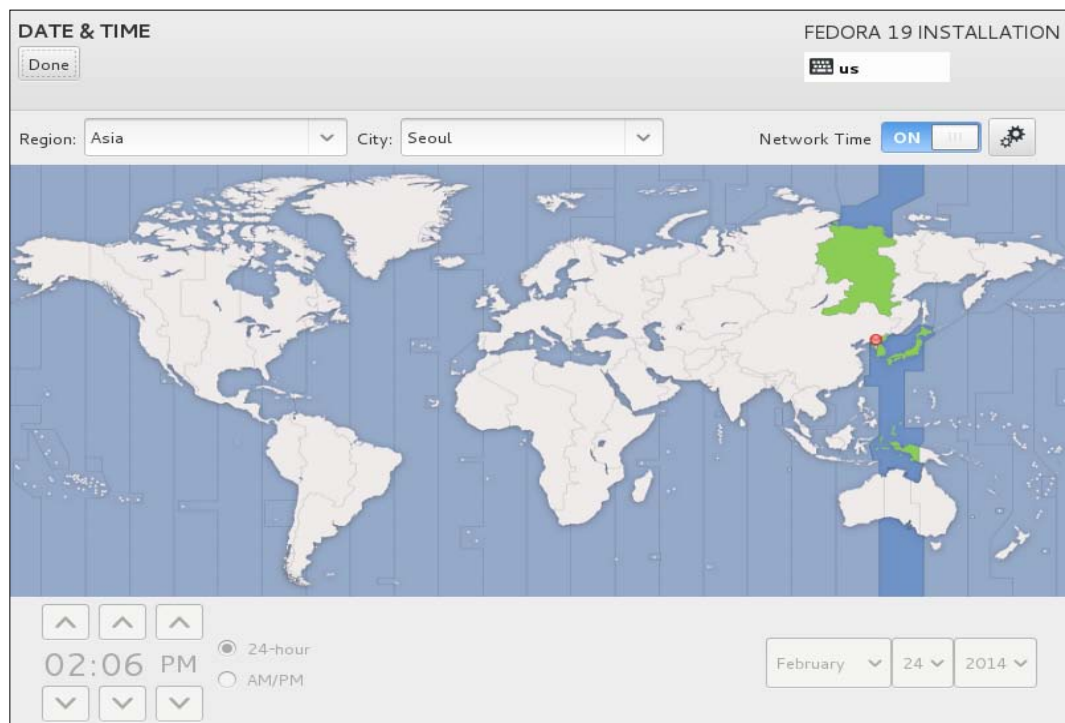 DATE & TIME
FEDORA 19 INSTALLATION
Done
us
Region: Asia City: Seoul Network Time ON
02:06 PM
24-hour
AM/PM
February 24 2014